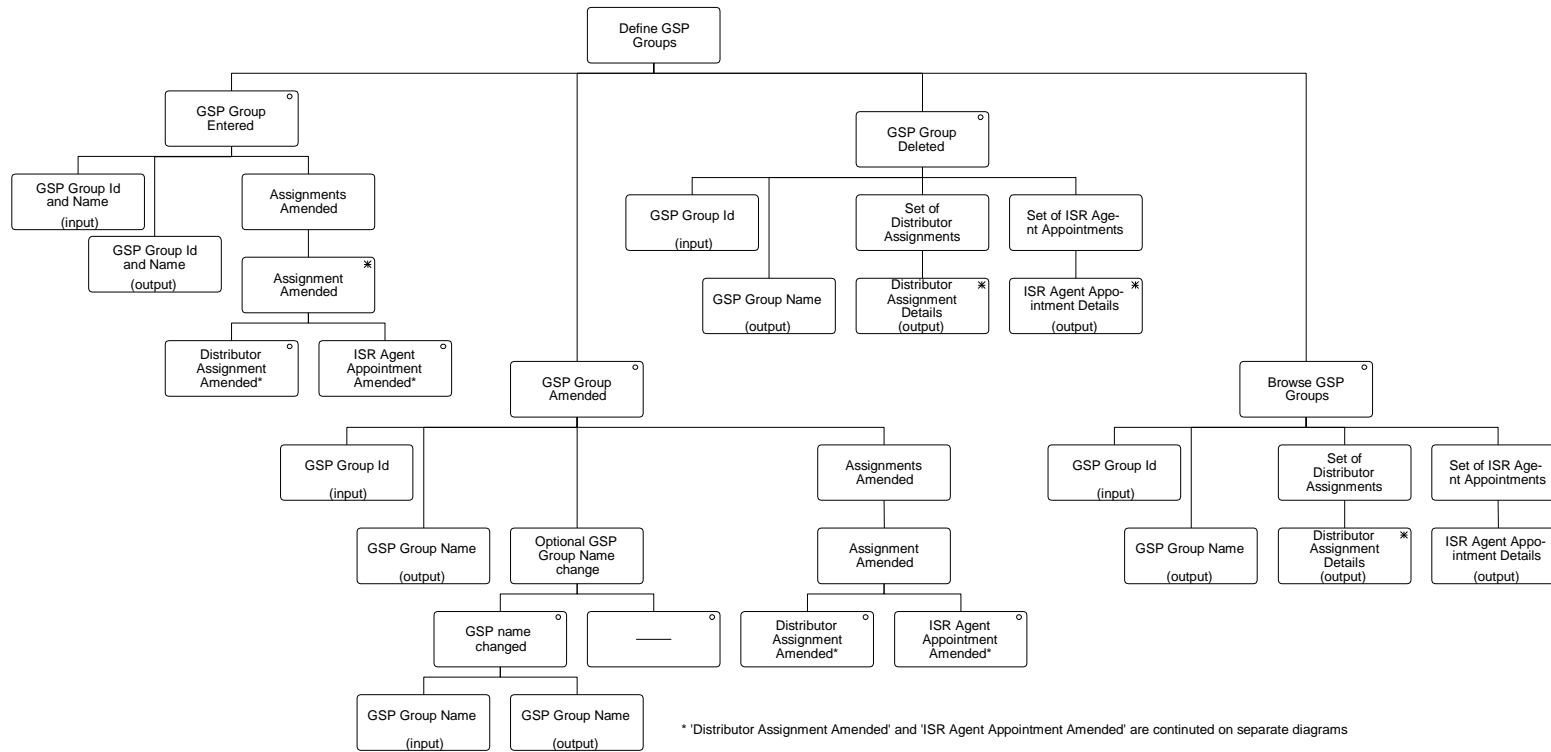 Define GSP
Groups
GSP Group
Entered
GSP Group Id
and Name
(input)
GSP Group Id
and Name
(output)
Assignments
Amended
Assignment
Amended
Distributor
Assignment
Amended*
ISR Agent
Appointment
Amended*
GSP Group
Deleted
GSP Group Id
(input)
GSP Group Name
(output)
Set of
Distributor
Assignments
Distributor
Assignment
Details
(output)
Set of ISR Age-
nt Appointments
ISR Agent Appo-
intment Details
(output)
GSP Group
Amended
GSP Group Id
(input)
GSP Group Name
(output)
Optional GSP
Group Name
change
GSP name
changed
GSP Group Name
(input)
GSP Group Name
(output)
Assignments
Amended
Assignment
Amended
Distributor
Assignment
Amended*
ISR Agent
Appointment
Amended*
Browse GSP
Groups
GSP Group Id
(input)
GSP Group Name
(output)
Set of
Distributor
Assignments
Distributor
Assignment
Details
(output)
Set of ISR Age-
nt Appointments
ISR Agent Appo-
intment Details
(output)
* 'Distributor Assignment Amended' and 'ISR Agent Appointment Amended' are continuted on separate diagrams